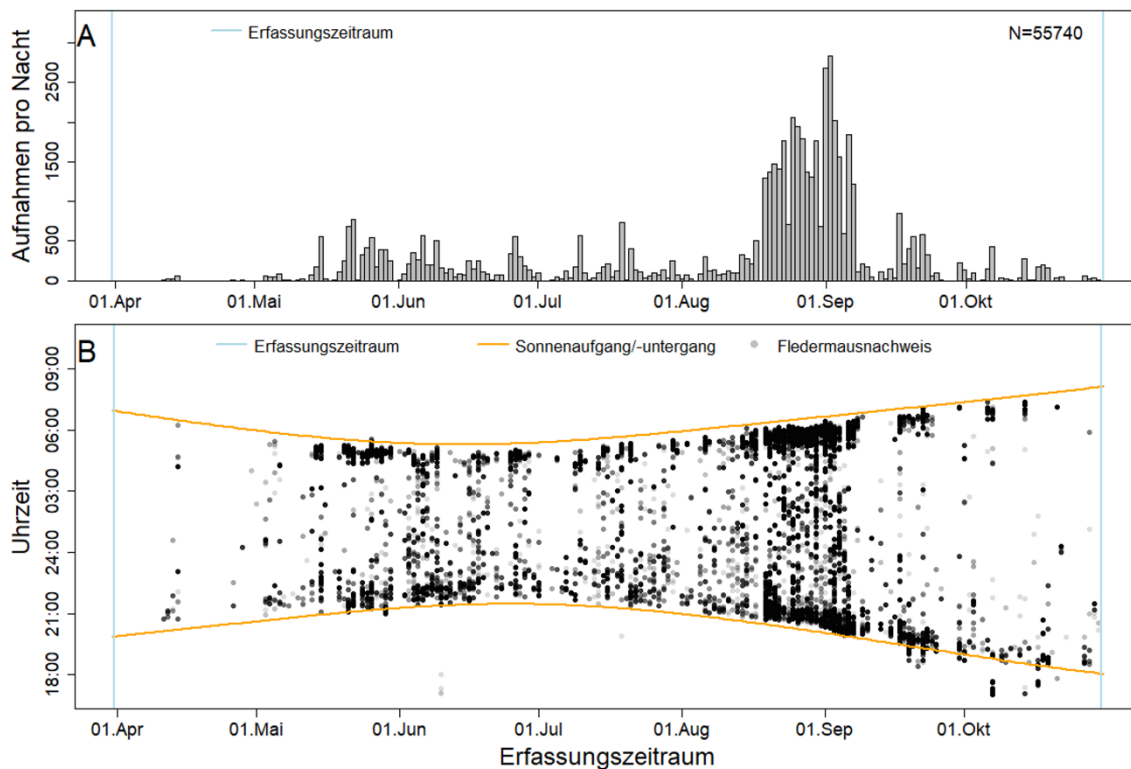 A
Erfassungszeitraum
N=55740
Aufnahmen pro Nacht
2500
1500
500
0
01.Apr 01.Mai 01.Jun 01.Jul 01.Aug 01.Sep 01.Okt
B
Erfassungszeitraum Sonnenaufgang/-untergang Fledermausnachweis
Uhrzeit
09:00
06:00
03:00
24:00
21:00
18:00
01.Apr 01.Mai 01.Jun 01.Jul 01.Aug 01.Sep 01.Okt
Erfassungszeitraum